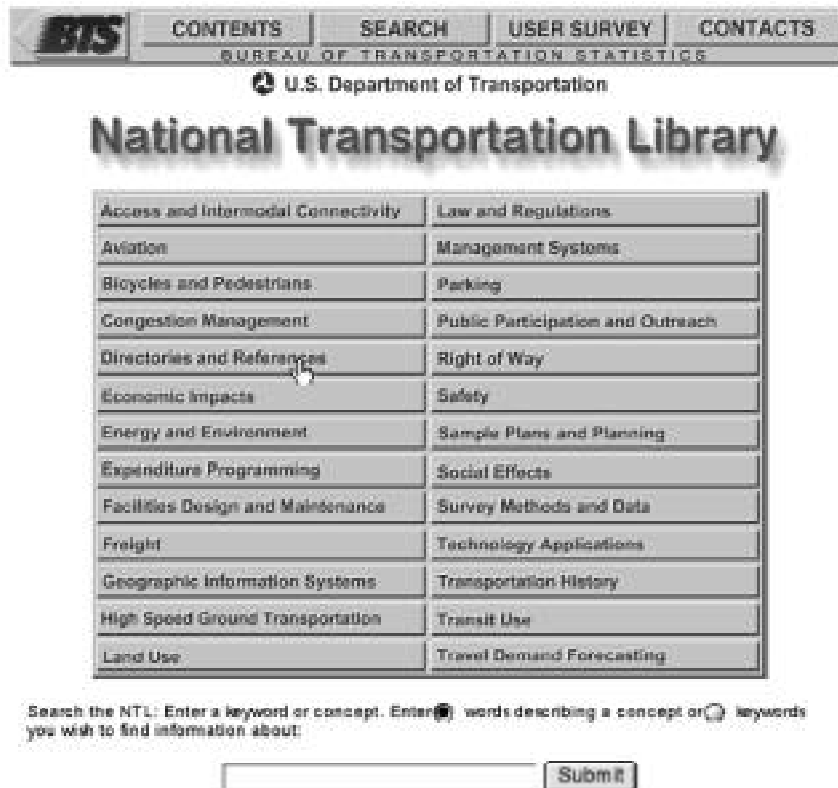 BTS CONTENTS SEARCH USER SURVEY CONTACTS
BUREAU OF TRANSPORTATION STATISTICS
U.S. Department of Transportation
National Transportation Library
Access and Intermodal Connectivity Law and Regulations
Aviation Management Systems
Bicycles and Pedestrians Parking
Congestion Management Public Participation and Outreach
Directories and References Right of Way
Economic Impacts Safety
Energy and Environment Sample Plans and Planning
Expenditure Programming Social Effects
Facilities Design and Maintenance Survey Methods and Data
Freight Technology Applications
Geographic Information Systems Transportation History
High Speed Ground Transportation Transit Use
Land Use Travel Demand Forecasting
Search the NTL: Enter a keyword or concept. Enter words describing a concept or keywords
you wish to find information about:
Submit